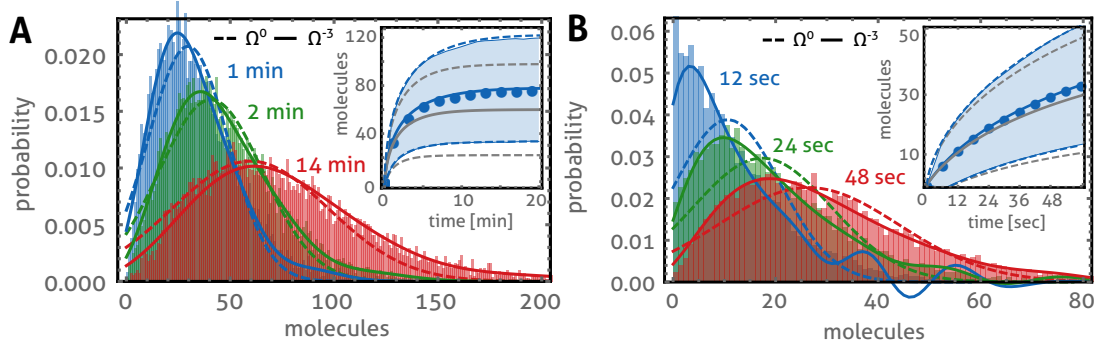 A
probability
0.020
0.015
0.010
0.005
0.000
Ω⁰ Ω⁻³
1 min
2 min
14 min
molecules
120
80
40
0
0 10 20
time [min]
0 50 100 150 200
molecules
B
probability
0.06
0.05
0.04
0.03
0.02
0.01
0.00
Ω⁰ Ω⁻³
12 sec
24 sec
48 sec
molecules
50
30
10
0 12 24 36 48
time [sec]
0 20 40 60 80
molecules